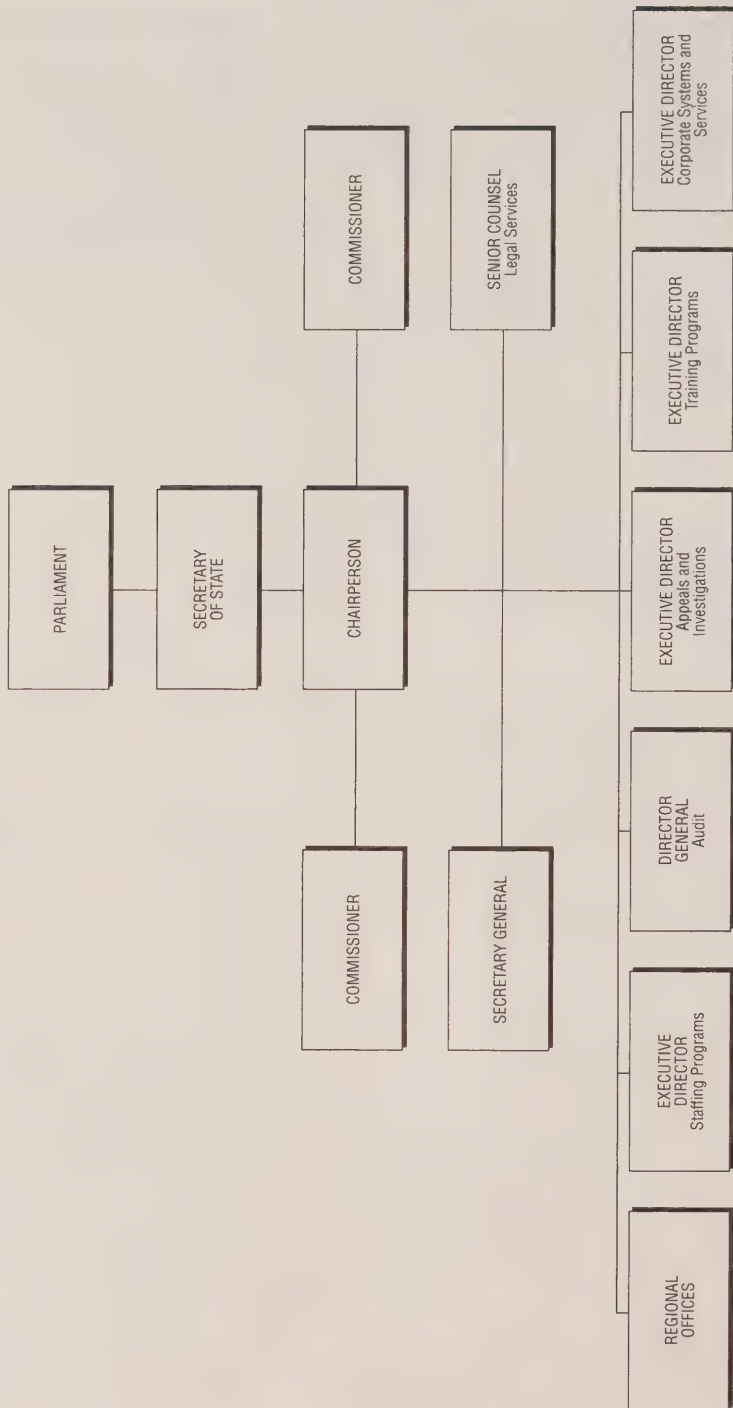 PARLIAMENT
SECRETARY
OF STATE
COMMISSIONER
CHAIRPERSON
COMMISSIONER
SECRETARY GENERAL
SENIOR COUNSEL
Legal Services
REGIONAL
OFFICES
EXECUTIVE
DIRECTOR
Staffing Programs
DIRECTOR
GENERAL
Audit
EXECUTIVE DIRECTOR
Appeals and
Investigations
EXECUTIVE DIRECTOR
Training Programs
EXECUTIVE DIRECTOR
Corporate Systems and
Services